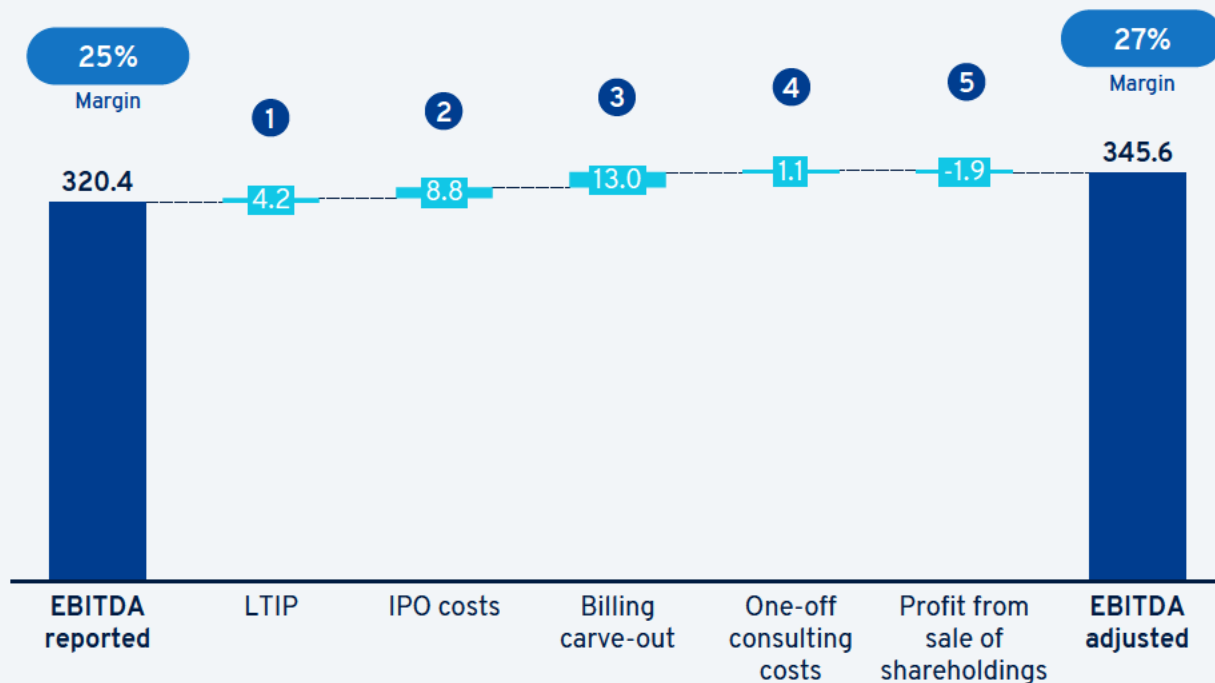 25%
Margin
320.4
1
4.2
2
8.8
3
13.0
4
1.1
5
-1.9
27%
Margin
345.6
EBITDA
reported
LTIP
IPO costs
Billing
carve-out
One-off
consulting
costs
Profit from
sale of
shareholdings
EBITDA
adjusted